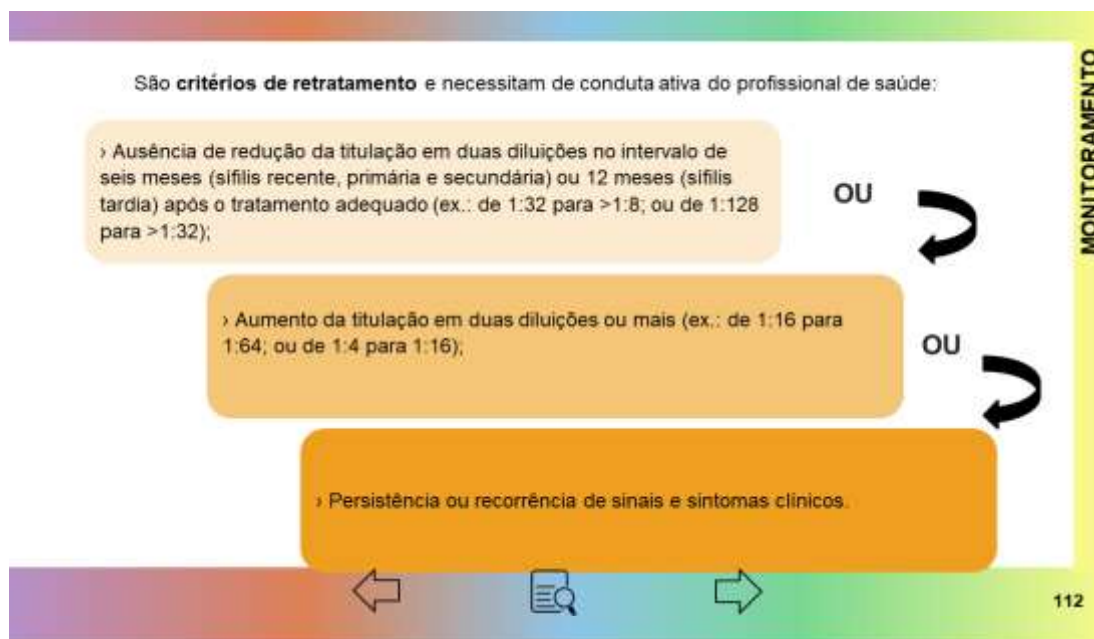 São critérios de retratamento e necessitam de conduta ativa do profissional de saúde:
› Ausência de redução da titulação em duas diluições no intervalo de
seis meses (sífilis recente, primária e secundária) ou 12 meses (sífilis
tardia) após o tratamento adequado (ex.: de 1:32 para >1:8; ou de 1:128
para >1:32);
OU
› Aumento da titulação em duas diluições ou mais (ex.: de 1:16 para
1:64; ou de 1:4 para 1:16);
OU
› Persistência ou recorrência de sinais e sintomas clínicos.
MONITORAMENTO
112